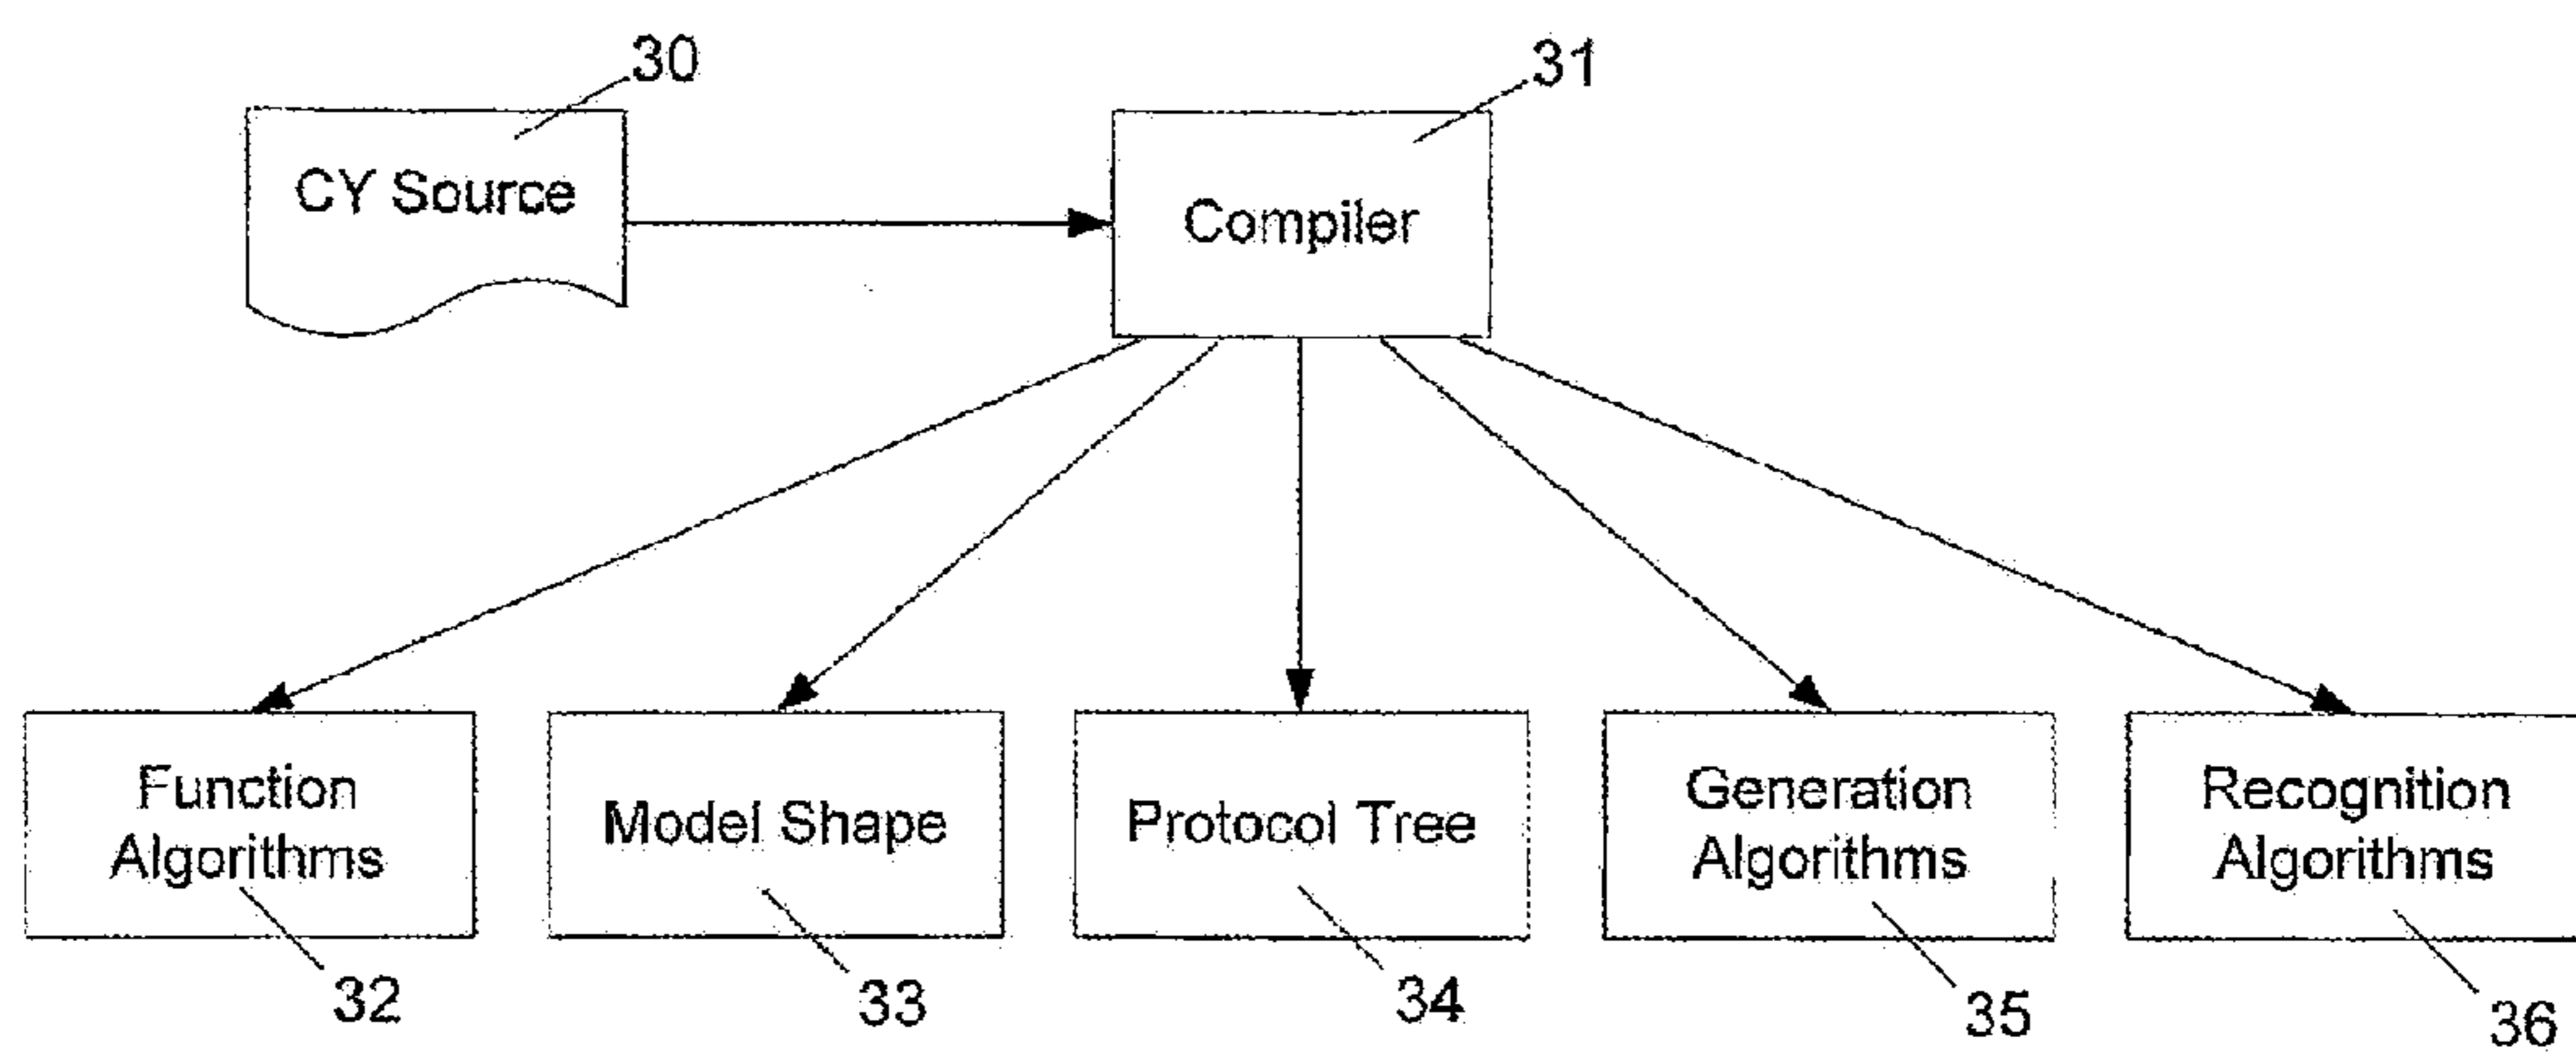 30
31
CY Source
Compiler
Function
Algorithms
Model Shape
Protocol Tree
Generation
Algorithms
Recognition
Algorithms
32
33
34
35
36